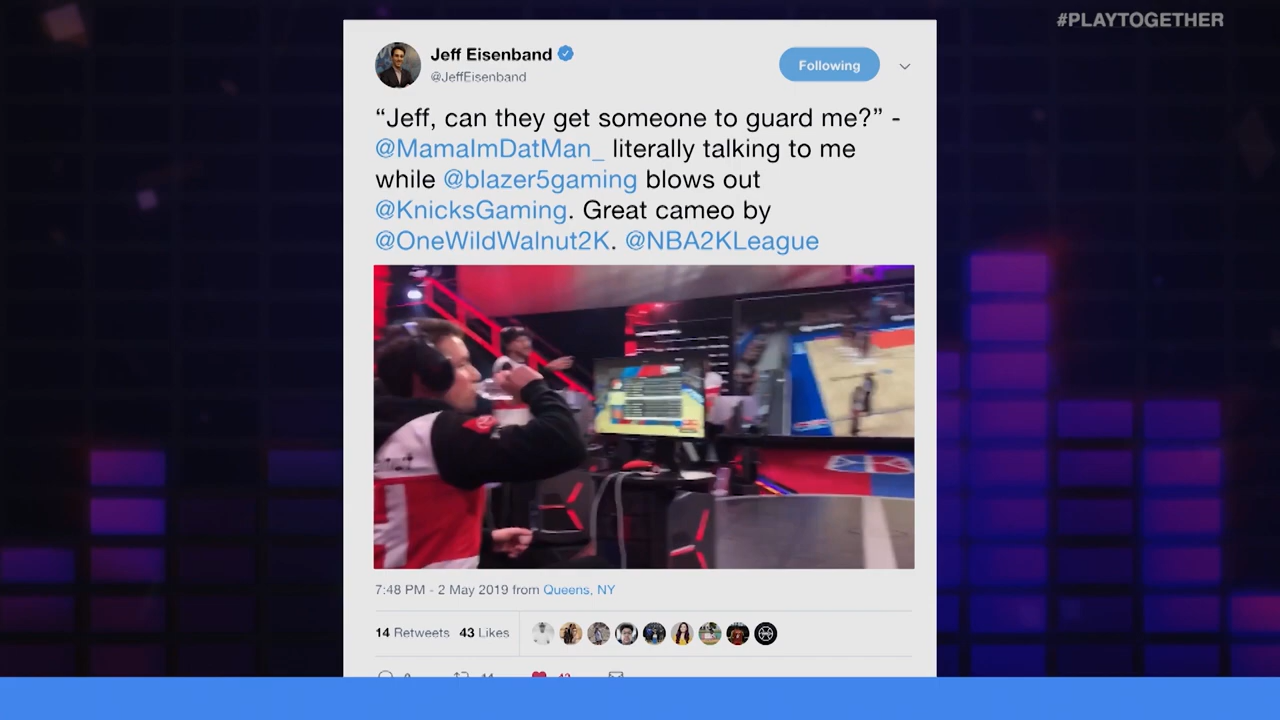 #PLAYTOGETHER
Jeff Eisenband
@JeffEisenband
Following
“Jeff, can they get someone to guard me?” -
@MamaImDatMan_ literally talking to me
while @blazer5gaming blows out
@KnicksGaming. Great cameo by
@OneWildWalnut2K. @NBA2KLeague
7:48 PM - 2 May 2019 from Queens, NY
14 Retweets 43 Likes